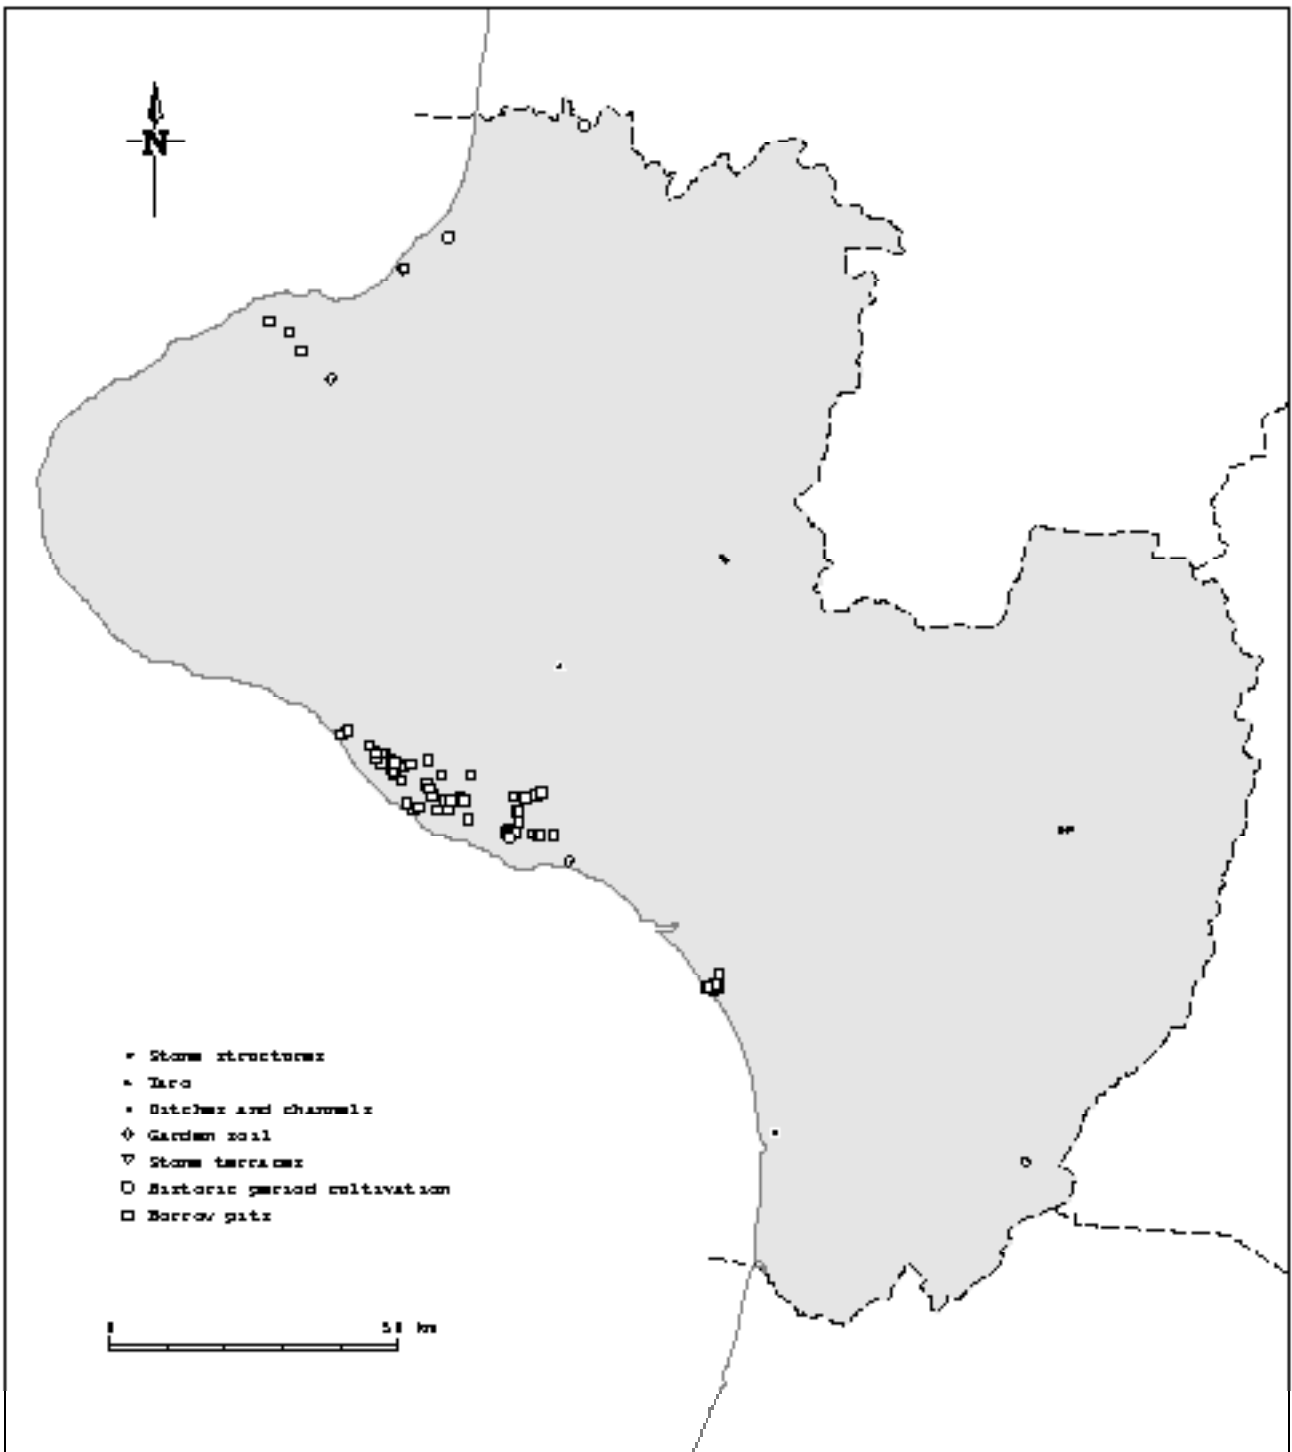 N
Stone structures
Taro
Ditches and channels
Garden soil
Stone terraces
Historic period cultivation
Borrow pits
0 50 km